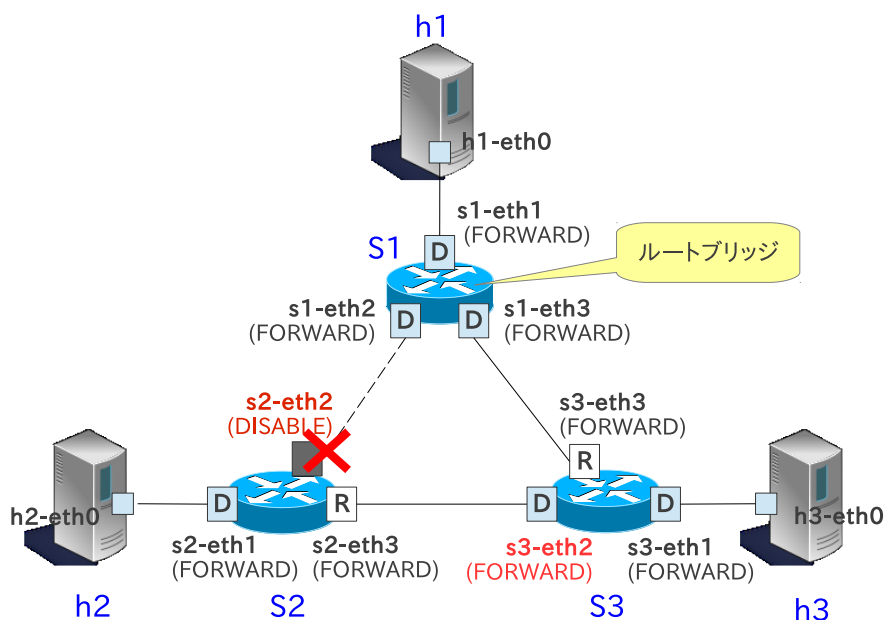 h1
h1-eth0
s1-eth1
(FORWARD)
D
S1
ルートブリッジ
s1-eth2
(FORWARD)
D
D
s1-eth3
(FORWARD)
s2-eth2
(DISABLE)
s3-eth3
(FORWARD)
R
h2-eth0
D
R
D
D
h3-eth0
s2-eth1
(FORWARD)
s2-eth3
(FORWARD)
s3-eth2
(FORWARD)
s3-eth1
(FORWARD)
h2
S2
S3
h3